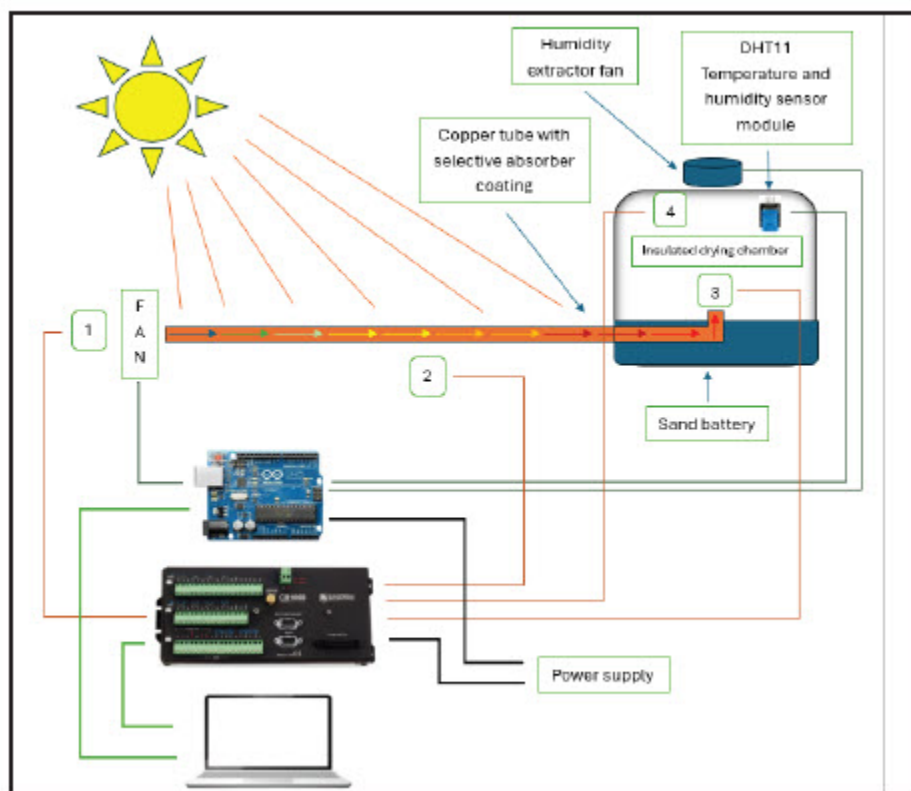 Humidity
extractor fan
DHT11
Temperature and
humidity sensor
module
Copper tube with
selective absorber
coating
4
Insulated drying chamber
3
1
F
A
N
2
Sand battery
Power supply